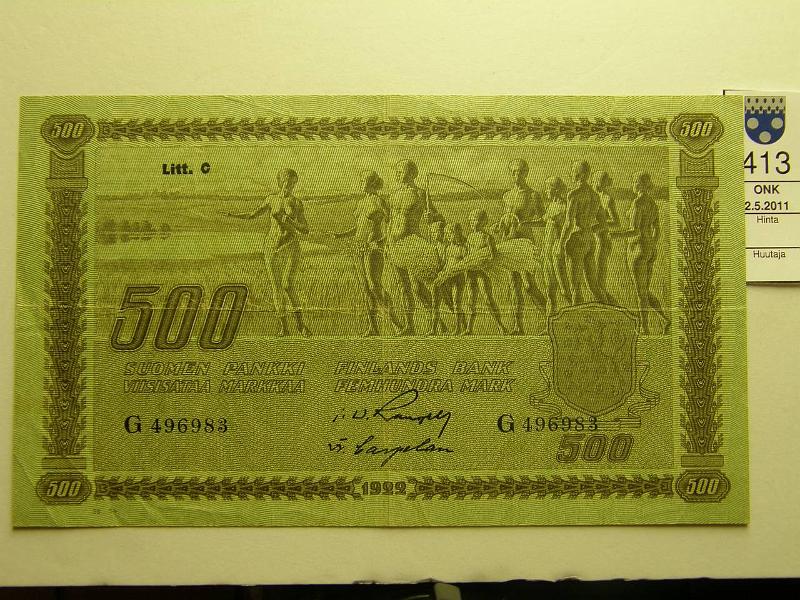 500
500
Litt. C
500
SUOMEN PANKKI
VIISISATAA MARKKAA
FINLANDS BANK
FEMHUNDRA MARK
G 496983
G 496983
500
500
1922
500
413
ONK
2.5.2011
Hinta
Huutaja